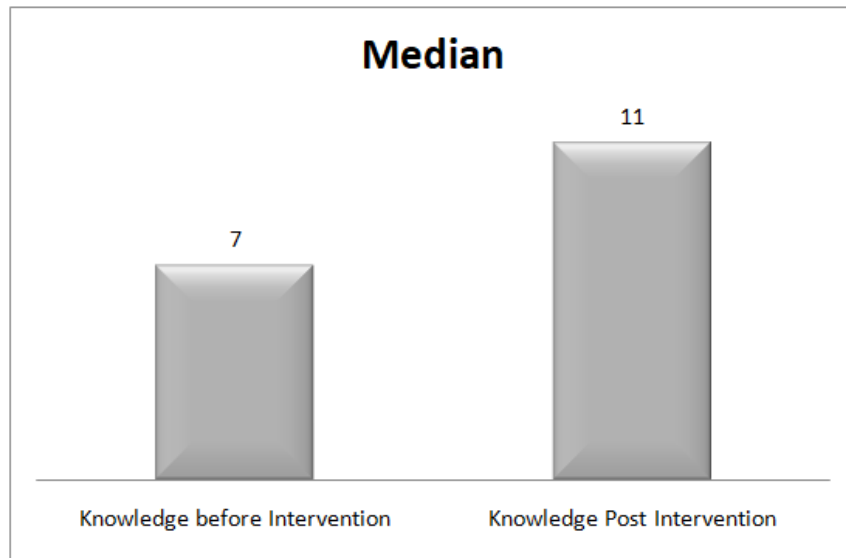 Median
11
7
Knowledge before Intervention
Knowledge Post Intervention